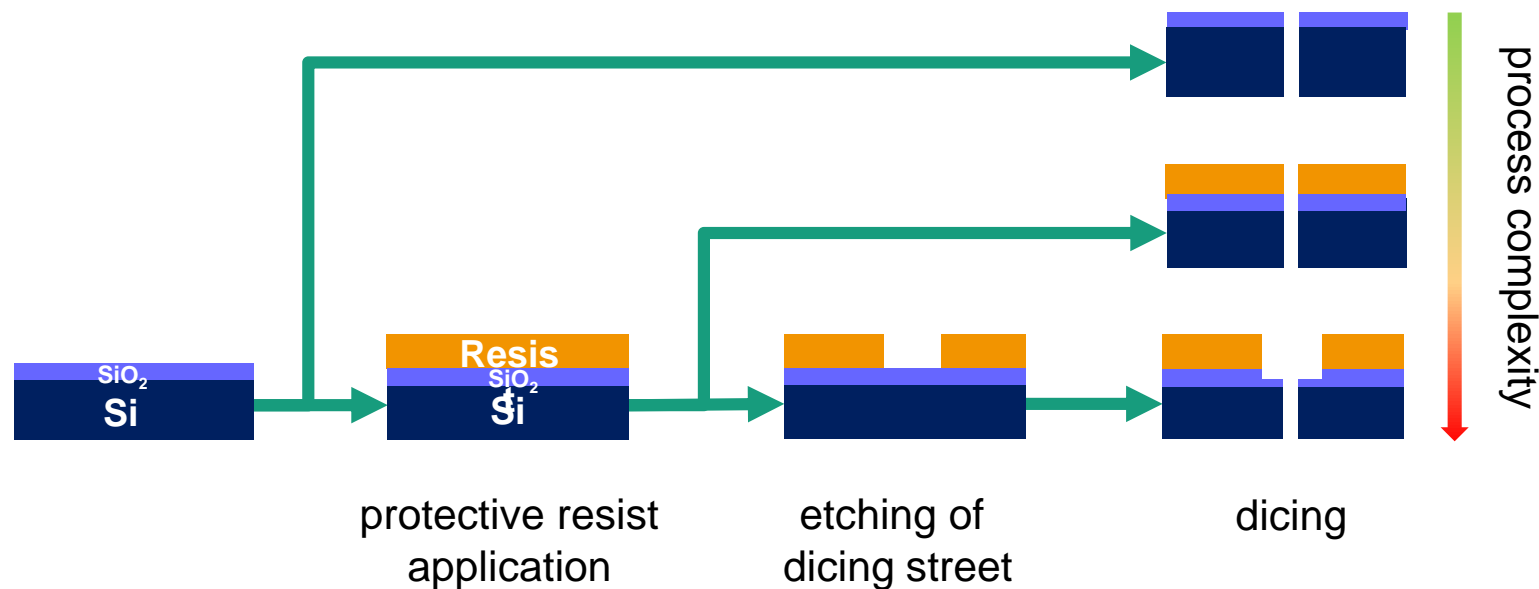 process complexity
SiO2
Si
Resis
SiO2
t
Si
protective resist
application
etching of
dicing street
dicing